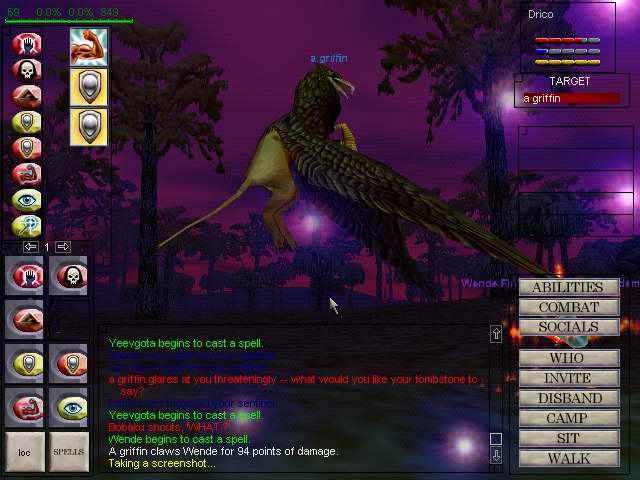 69 0.0% 0.0% 849
Drico
a griffin
TARGET
a griffin
1
Wende
ABILITIES
COMBAT
SOCIALS
WHO
INVITE
DISBAND
CAMP
SIT
WALK
Yeevgota begins to cast a spell.
a griffin glares at you threateningly -- what would you like your tombstone to
say?
Yeevgota begins to cast a spell.
Bobaku shouts, 'WHAT ?'
Wende begins to cast a spell.
A griffin claws Wende for 94 points of damage.
Taking a screenshot...
loc
SPELLS